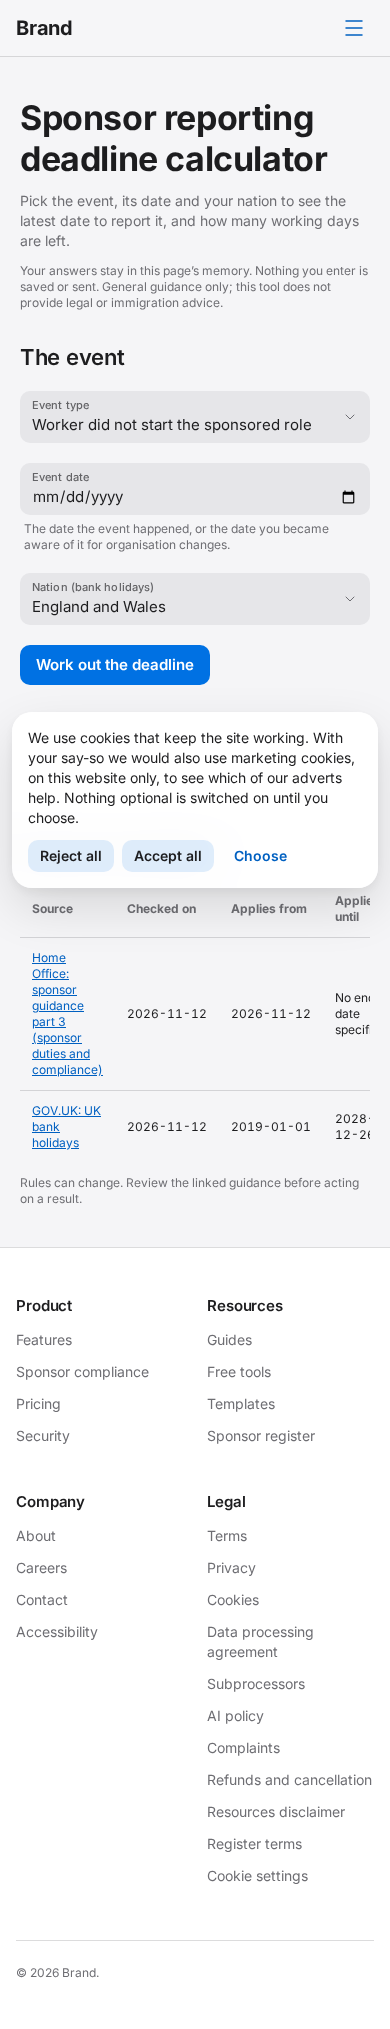 Brand
Sponsor reporting
deadline calculator
Pick the event, its date and your nation to see the
latest date to report it, and how many working days
are left.
Your answers stay in this page's memory. Nothing you enter is
saved or sent. General guidance only; this tool does not
provide legal or immigration advice.
The event
Event type
Worker did not start the sponsored role
Event date
mm/dd/yyyy
The date the event happened, or the date you became
aware of it for organisation changes.
Nation (bank holidays)
England and Wales
Work out the deadline
We use cookies that keep the site working. With
your say-so we would also use marketing cookies,
on this website only, to see which of our adverts
help. Nothing optional is switched on until you
choose.
Reject all Accept all Choose
Source Checked on Applies from
until
Home
Office:
sponsor
guidance
part 3
(sponsor
duties and
compliance)
2026-11-12 2026-11-12
No
date
GOV.UK: UK
bank
holidays
2026-11-12 2019-01-01
2028-
12-26
Rules can change. Review the linked guidance before acting
on a result.
Product
Features
Sponsor compliance
Pricing
Security
Resources
Guides
Free tools
Templates
Sponsor register
Company
About
Careers
Contact
Accessibility
Legal
Terms
Privacy
Cookies
Data processing
agreement
Subprocessors
AI policy
Complaints
Refunds and cancellation
Resources disclaimer
Register terms
Cookie settings
© 2026 Brand.